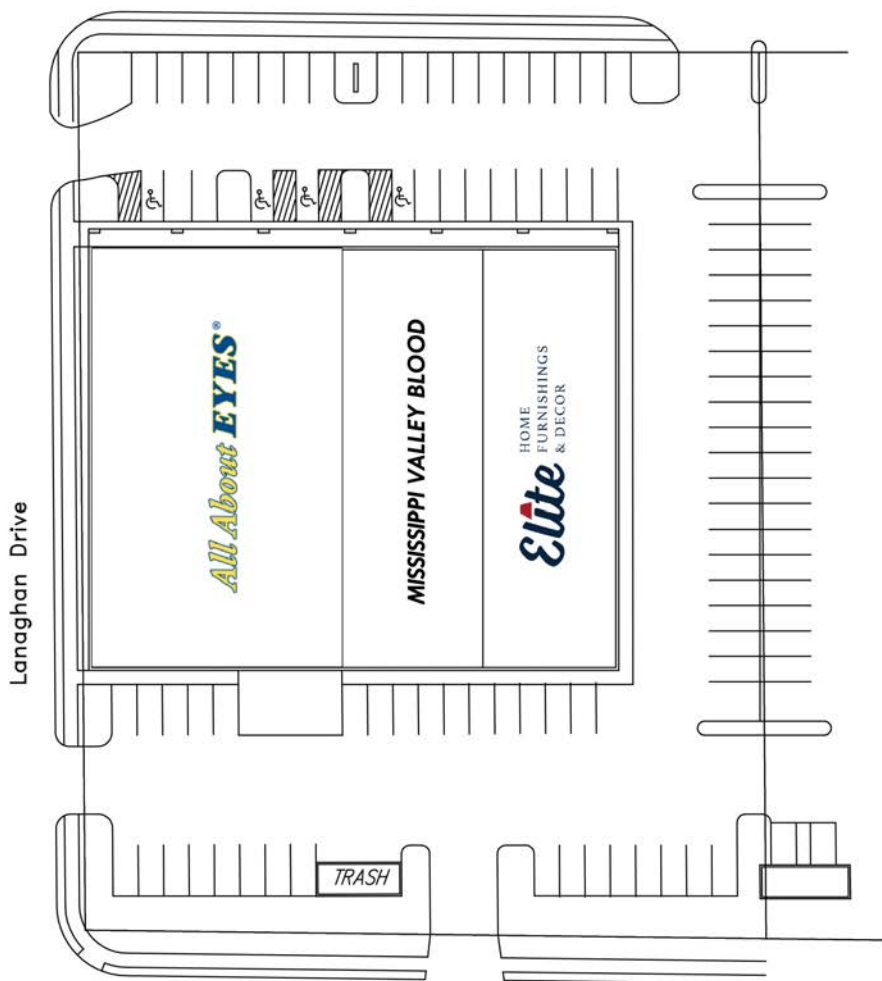 Lanaghan Drive
All About EYES®
MISSISSIPPI VALLEY BLOOD
Elite
HOME
FURNISHINGS
& DECOR
TRASH